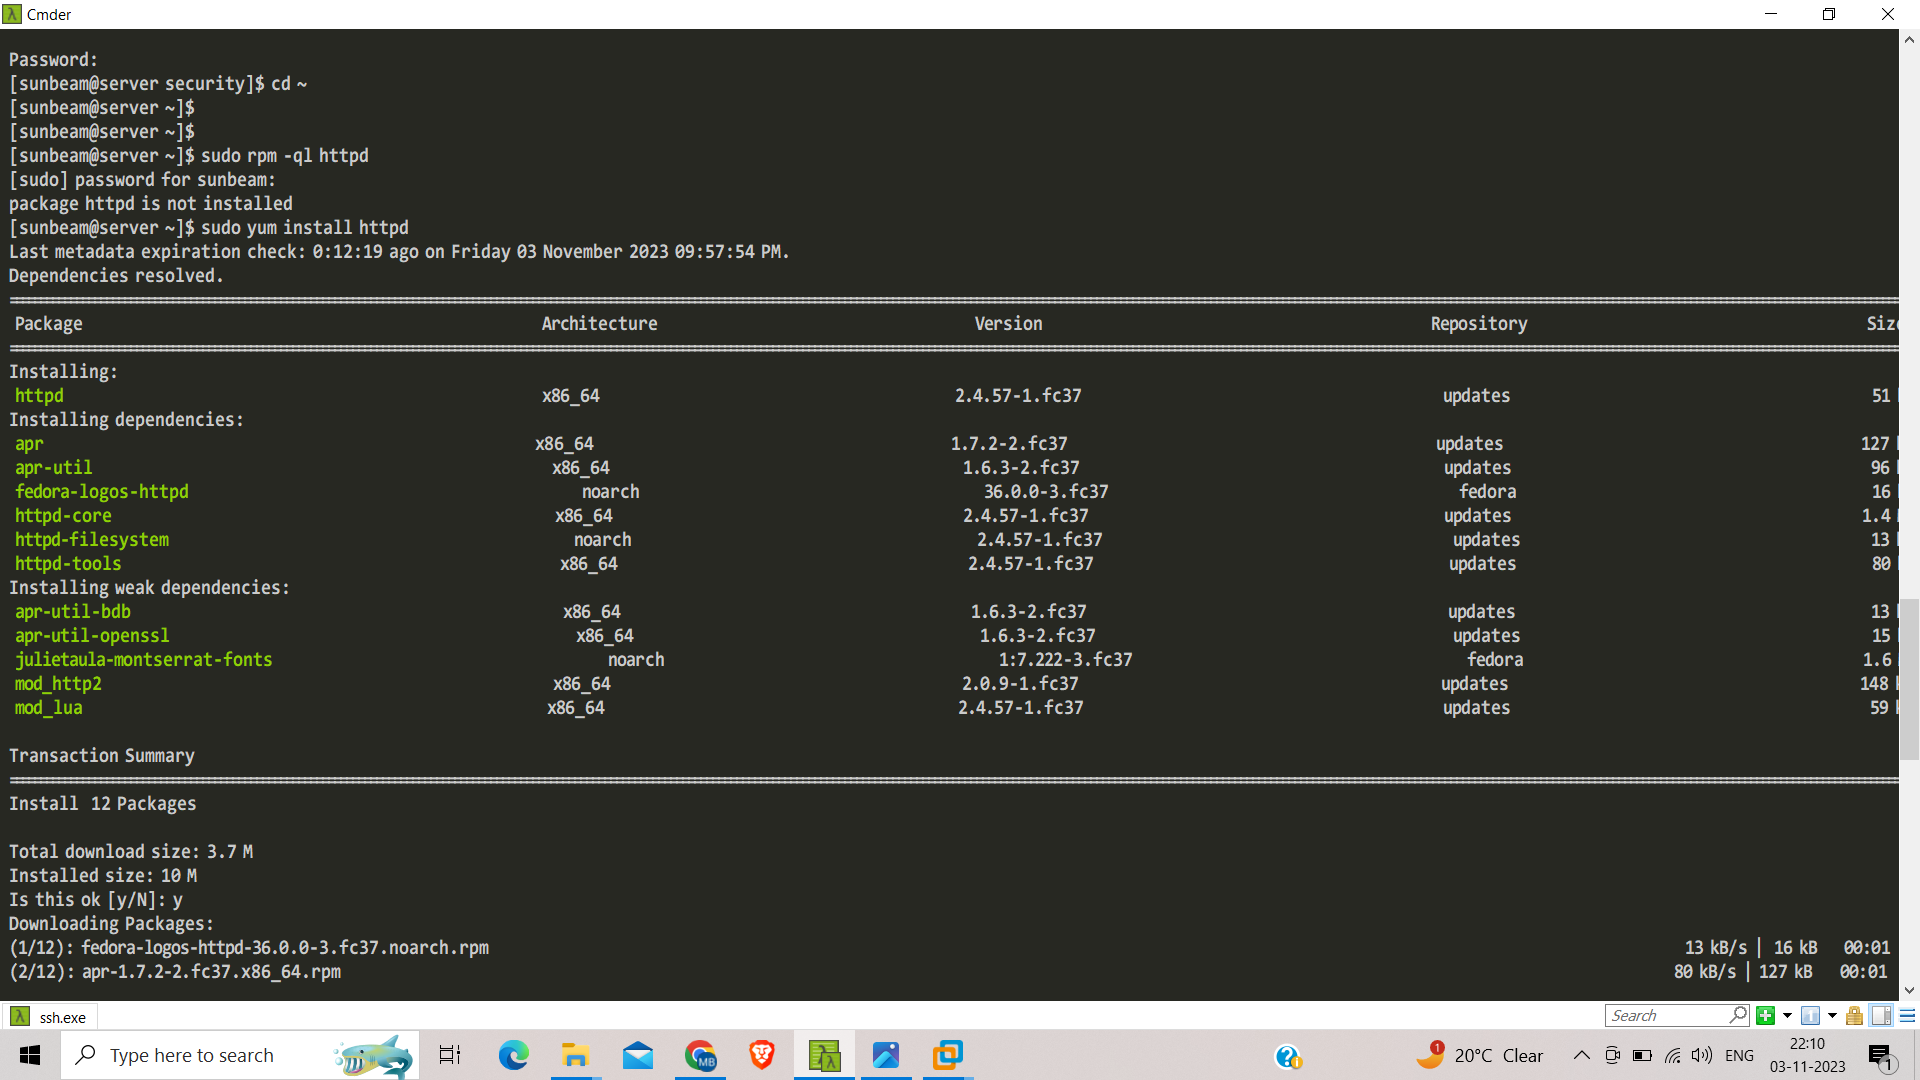 Cmder
Password:
[sunbeam@server security]$ cd ~
[sunbeam@server ~]$
[sunbeam@server ~]$
[sunbeam@server ~]$ sudo rpm -ql httpd
[sudo] password for sunbeam:
package httpd is not installed
[sunbeam@server ~]$ sudo yum install httpd
Last metadata expiration check: 0:12:19 ago on Friday 03 November 2023 09:57:54 PM.
Dependencies resolved.
Package Architecture Version Repository Siz
Installing:
httpd x86_64 2.4.57-1.fc37 updates 51
Installing dependencies:
apr x86_64 1.7.2-2.fc37 updates 127
apr-util x86_64 1.6.3-2.fc37 updates 96
fedora-logos-httpd noarch 36.0.0-3.fc37 fedora 16
httpd-core x86_64 2.4.57-1.fc37 updates 1.4
httpd-filesystem noarch 2.4.57-1.fc37 updates 13
httpd-tools x86_64 2.4.57-1.fc37 updates 80
Installing weak dependencies:
apr-util-bdb x86_64 1.6.3-2.fc37 updates 13
apr-util-openssl x86_64 1.6.3-2.fc37 updates 15
julietaula-montserrat-fonts noarch 1:7.222-3.fc37 fedora 1.6
mod_http2 x86_64 2.0.9-1.fc37 updates 148
mod_lua x86_64 2.4.57-1.fc37 updates 59
Transaction Summary
Install 12 Packages
Total download size: 3.7 M
Installed size: 10 M
Is this ok [y/N]: y
Downloading Packages:
(1/12): fedora-logos-httpd-36.0.0-3.fc37.noarch.rpm 13 kB/s | 16 kB 00:01
(2/12): apr-1.7.2-2.fc37.x86_64.rpm 80 kB/s | 127 kB 00:01
ssh.exe
Search
Type here to search
MB
1
20°C Clear
ENG
22:10
03-11-2023
1